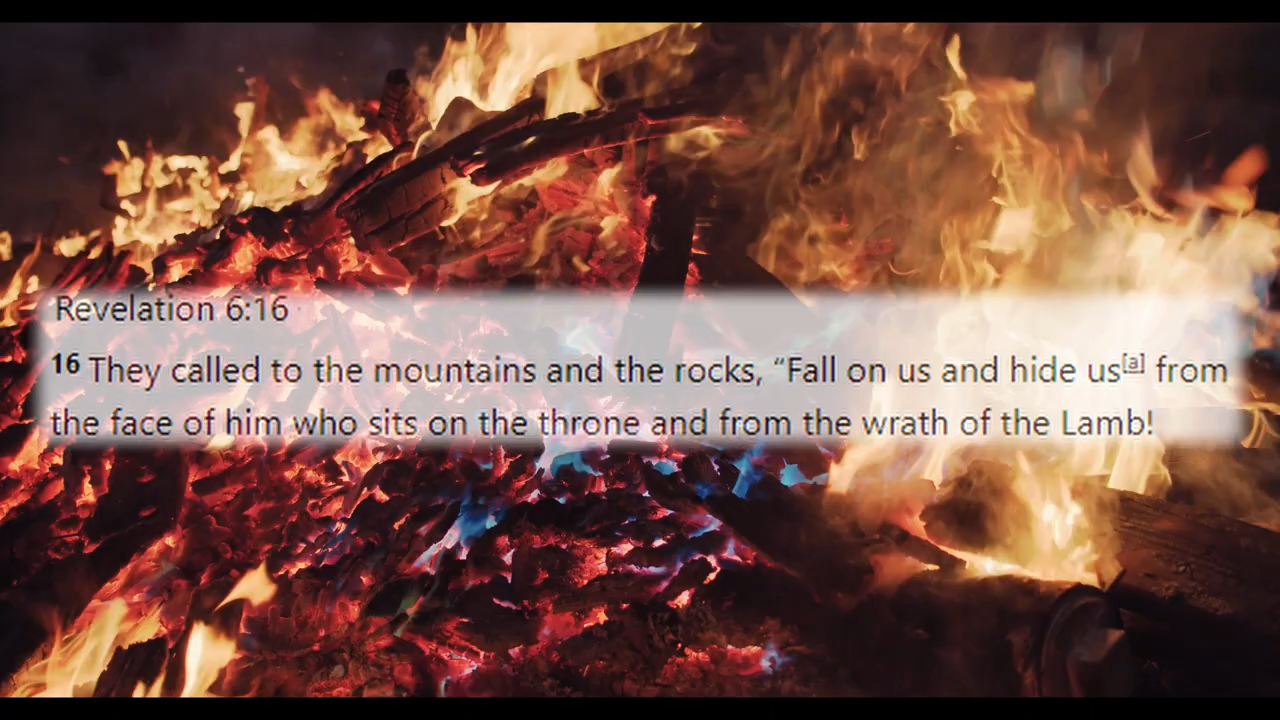 Revelation 6:16
16 They called to the mountains and the rocks, “Fall on us and hide us[a] from
the face of him who sits on the throne and from the wrath of the Lamb!